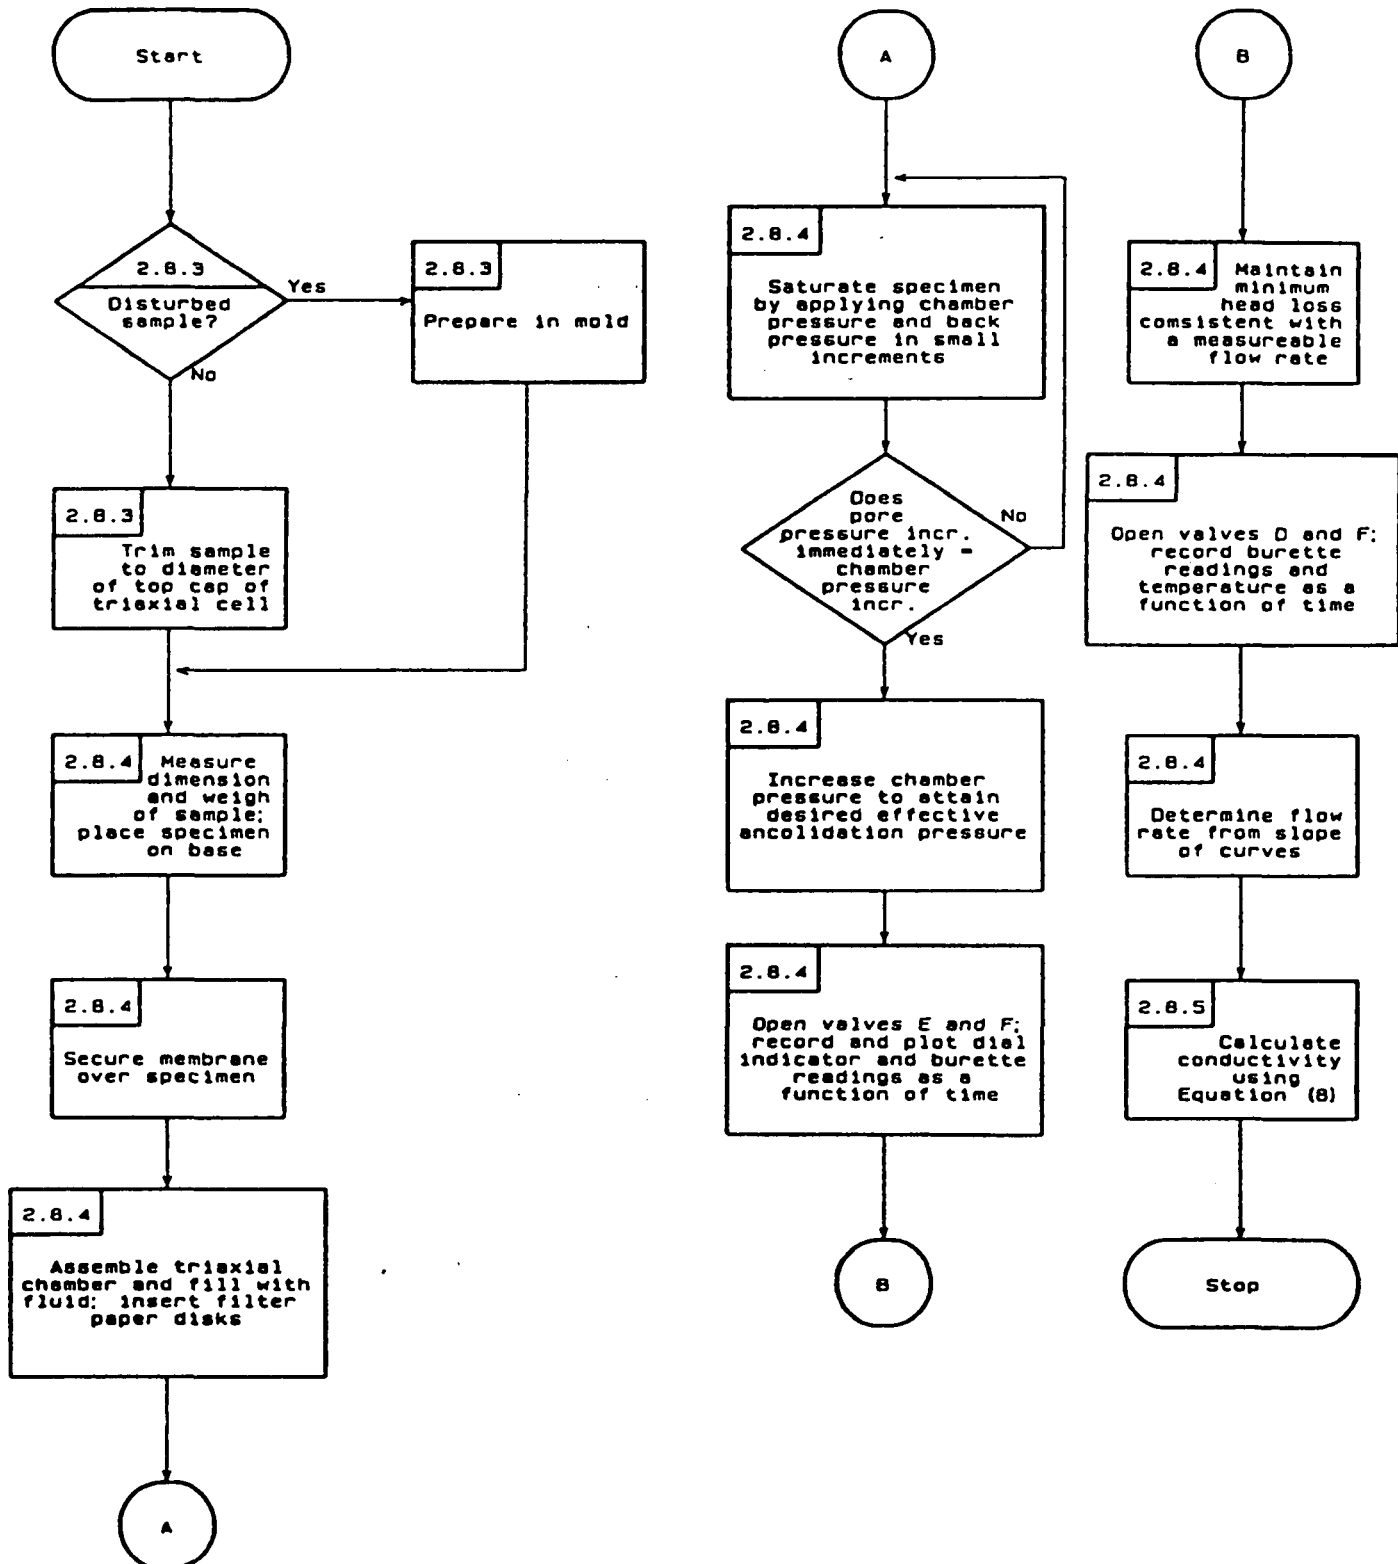 Start
2.8.3
Disturbed
sample?
Yes
No
2.8.3
Prepare in mold
2.8.3
Trim sample
to diameter
of top cap of
triaxial cell
2.8.4
Measure
dimension
and weigh
of sample;
place specimen
on base
2.8.4
Secure membrane
over specimen
2.8.4
Assemble triaxial
chamber and fill with
fluid; insert filter
paper disks
A
A
2.8.4
Saturate specimen
by applying chamber
pressure and back
pressure in small
increments
Does
pore
pressure incr.
immediately =
chamber
pressure
incr.
No
Yes
2.8.4
Increase chamber
pressure to attain
desired effective
ancolidation pressure
2.8.4
Open valves E and F;
record and plot dial
indicator and burette
readings as a
function of time
B
B
2.8.4
Maintain
minimum
head loss
comsistent with
a measureable
flow rate
2.8.4
Open valves D and F;
record burette
readings and
temperature as a
function of time
2.8.4
Determine flow
rate from slope
of curves
2.8.5
Calculate
conductivity
using
Equation (8)
Stop